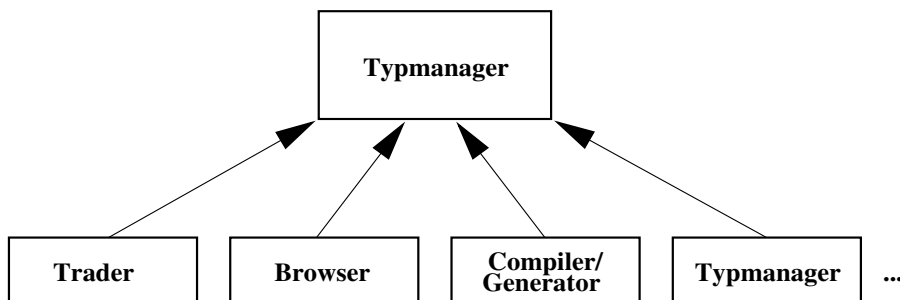 Typmanager
Trader
Browser
Compiler/
Generator
Typmanager
...